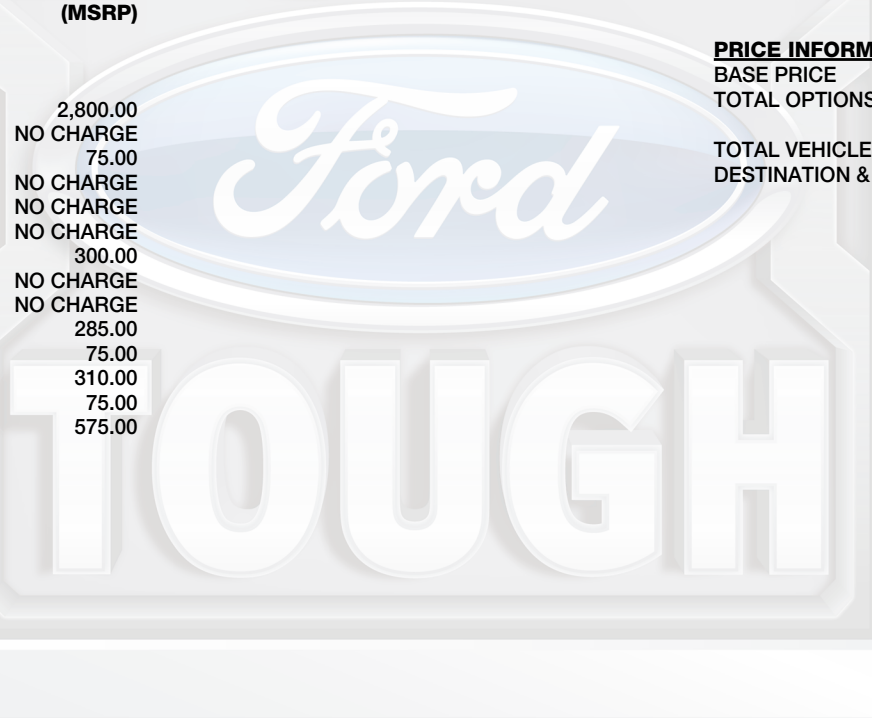 (MSRP)
2,800.00
NO CHARGE
75.00
NO CHARGE
NO CHARGE
NO CHARGE
300.00
NO CHARGE
NO CHARGE
285.00
75.00
310.00
75.00
575.00
PRICE INFORM
BASE PRICE
TOTAL OPTIONS
TOTAL VEHICLE
DESTINATION &
Ford
TOUGH